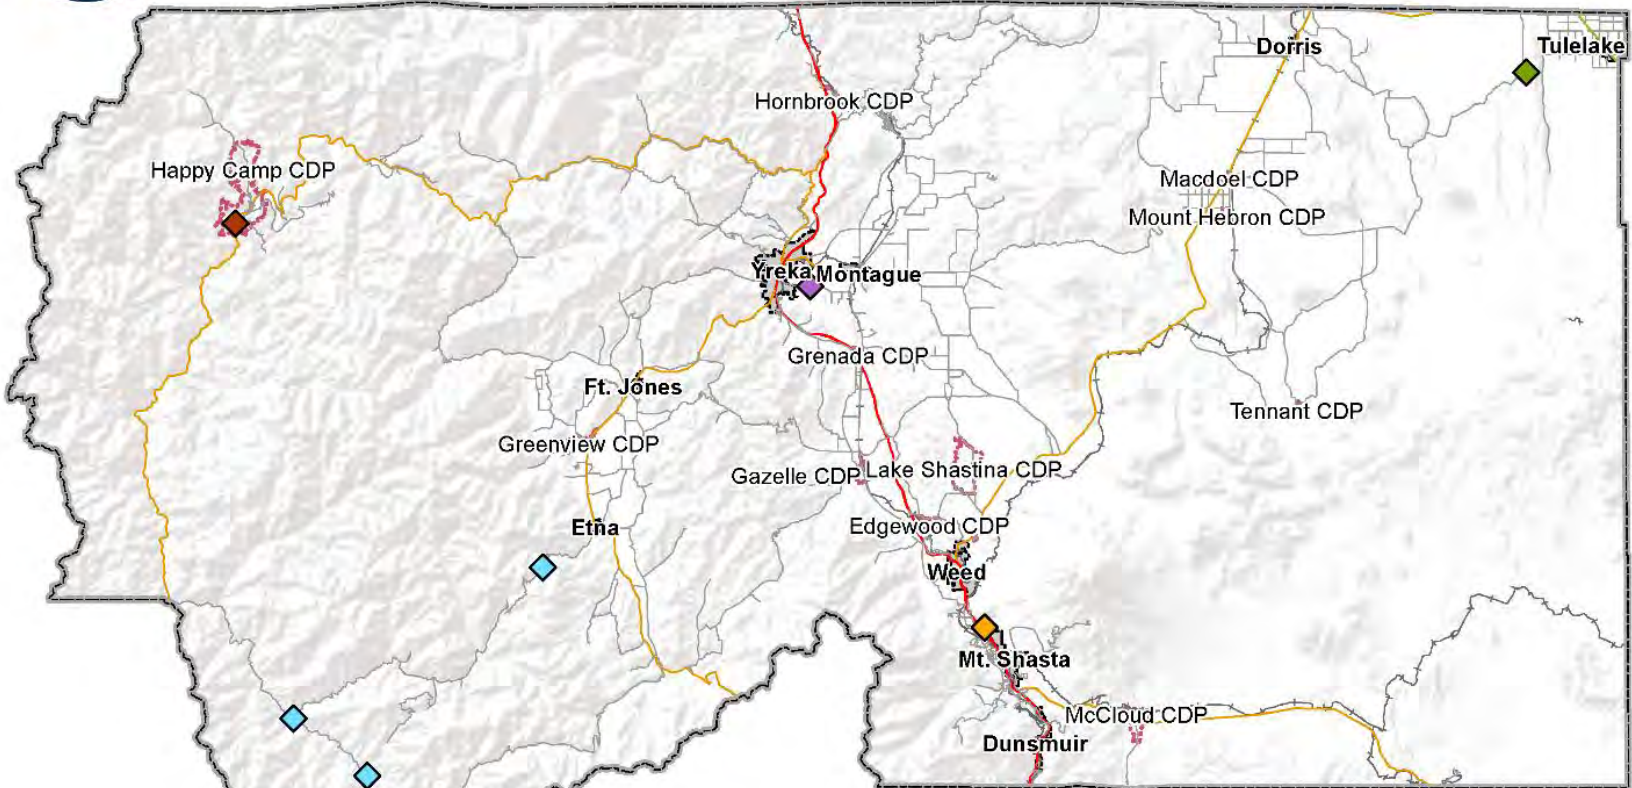 Dorris
Tulelake
Hornbrook CDP
Happy Camp CDP
Macdoel CDP
Mount Hebron CDP
Yreka
Montague
Grenada CDP
Ft. Jones
Tennant CDP
Greenview CDP
Gazelle CDP
Lake Shastina CDP
Edgewood CDP
Etna
Weed
Mt. Shasta
McCloud CDP
Dunsmuir